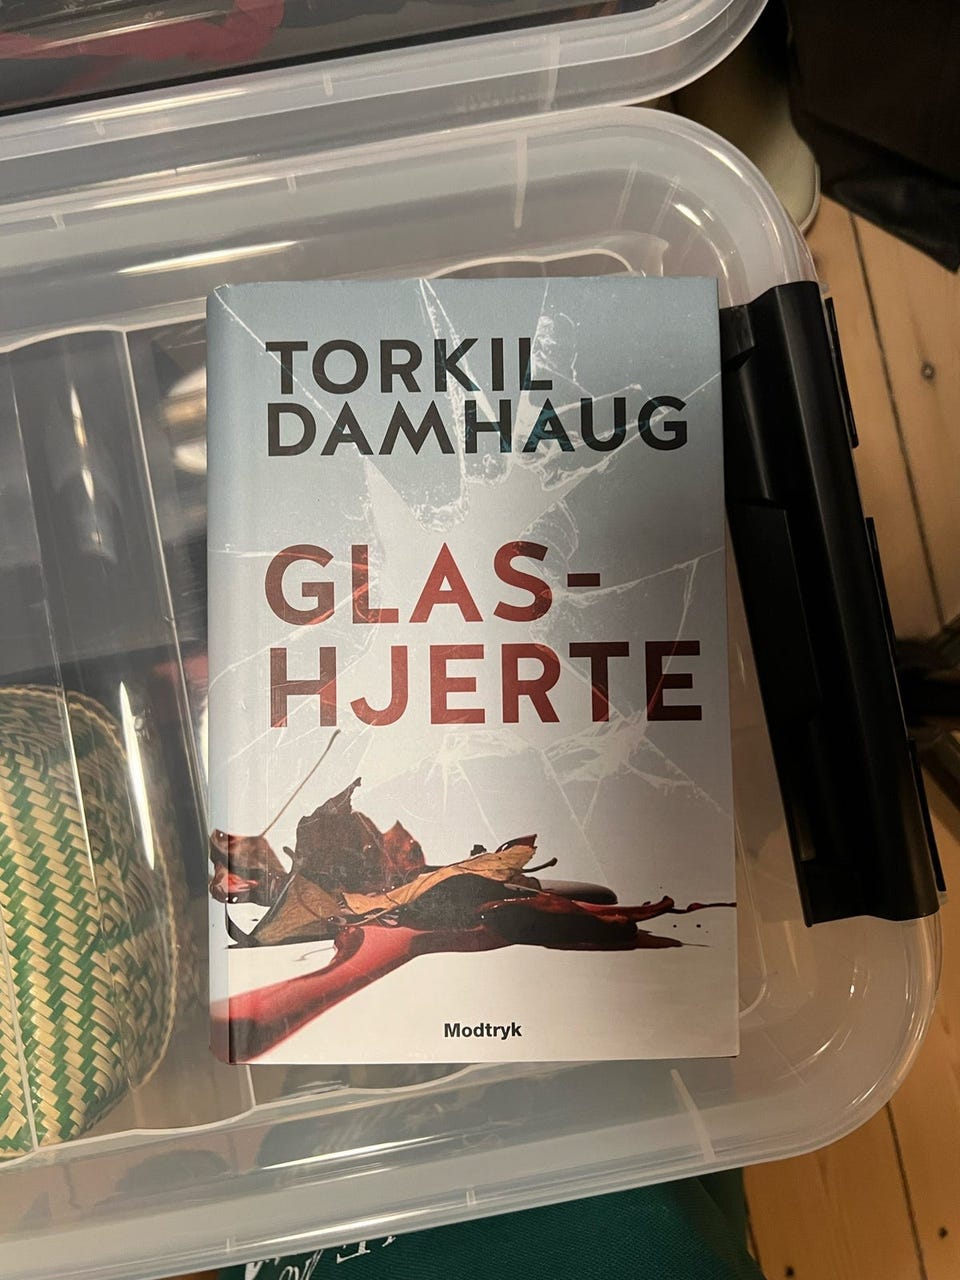 TORKIL
DAMHAUG
GLAS-
HJERTE
Modtryk